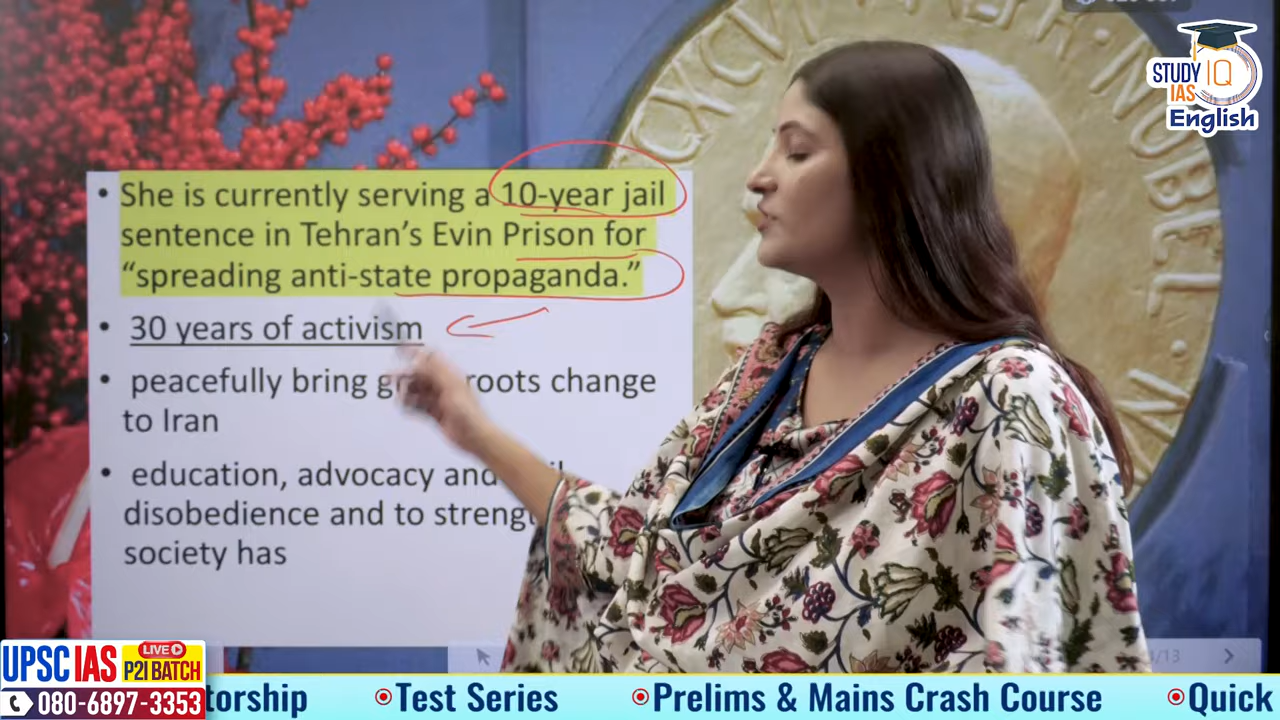 STUDY IQ
IAS
English
• She is currently serving a 10-year jail
sentence in Tehran’s Evin Prison for
“spreading anti-state propaganda.”
• 30 years of activism
• peacefully bring
roots change
to Iran
• education, advocacy and
disobedience and to
society has
NOBEL
/13
UPSC IAS
LIVE
P2I BATCH
080-6897-3353
torship
Test Series
Prelims & Mains Crash Course
Quick